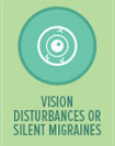 VISION
DISTURBANCES OR
SILENT MIGRAINES